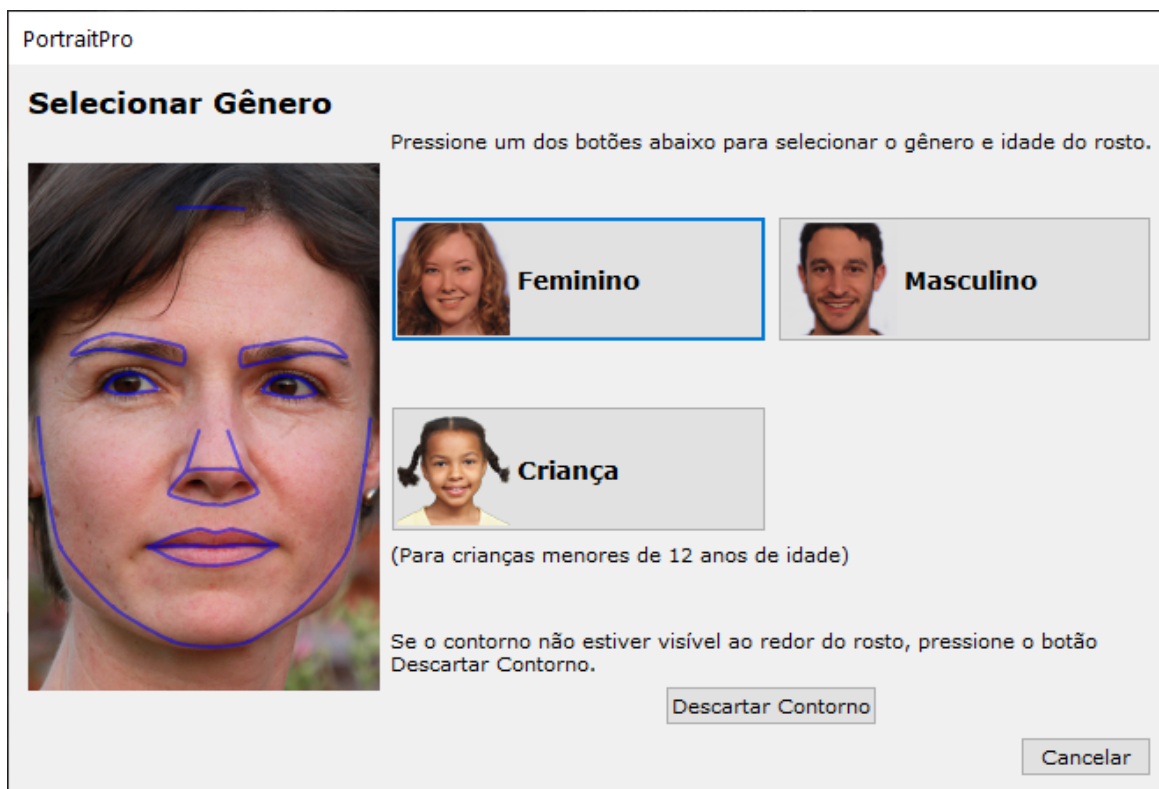 PortraitPro
Selecionar Gênero
Pressione um dos botões abaixo para selecionar o gênero e idade do rosto.
Feminino
Masculino
Criança
(Para crianças menores de 12 anos de idade)
Se o contorno não estiver visível ao redor do rosto, pressione o botão
Descartar Contorno.
Descartar Contorno
Cancelar